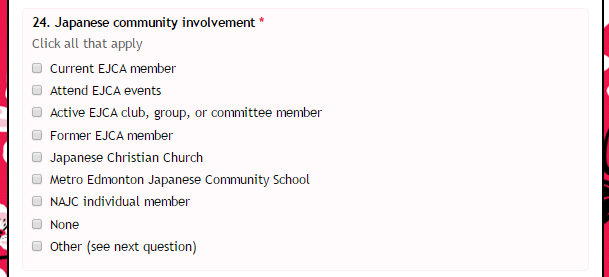 24. Japanese community involvement *
Click all that apply
Current EJCA member
Attend EJCA events
Active EJCA club, group, or committee member
Former EJCA member
Japanese Christian Church
Metro Edmonton Japanese Community School
NAJC individual member
None
Other (see next question)